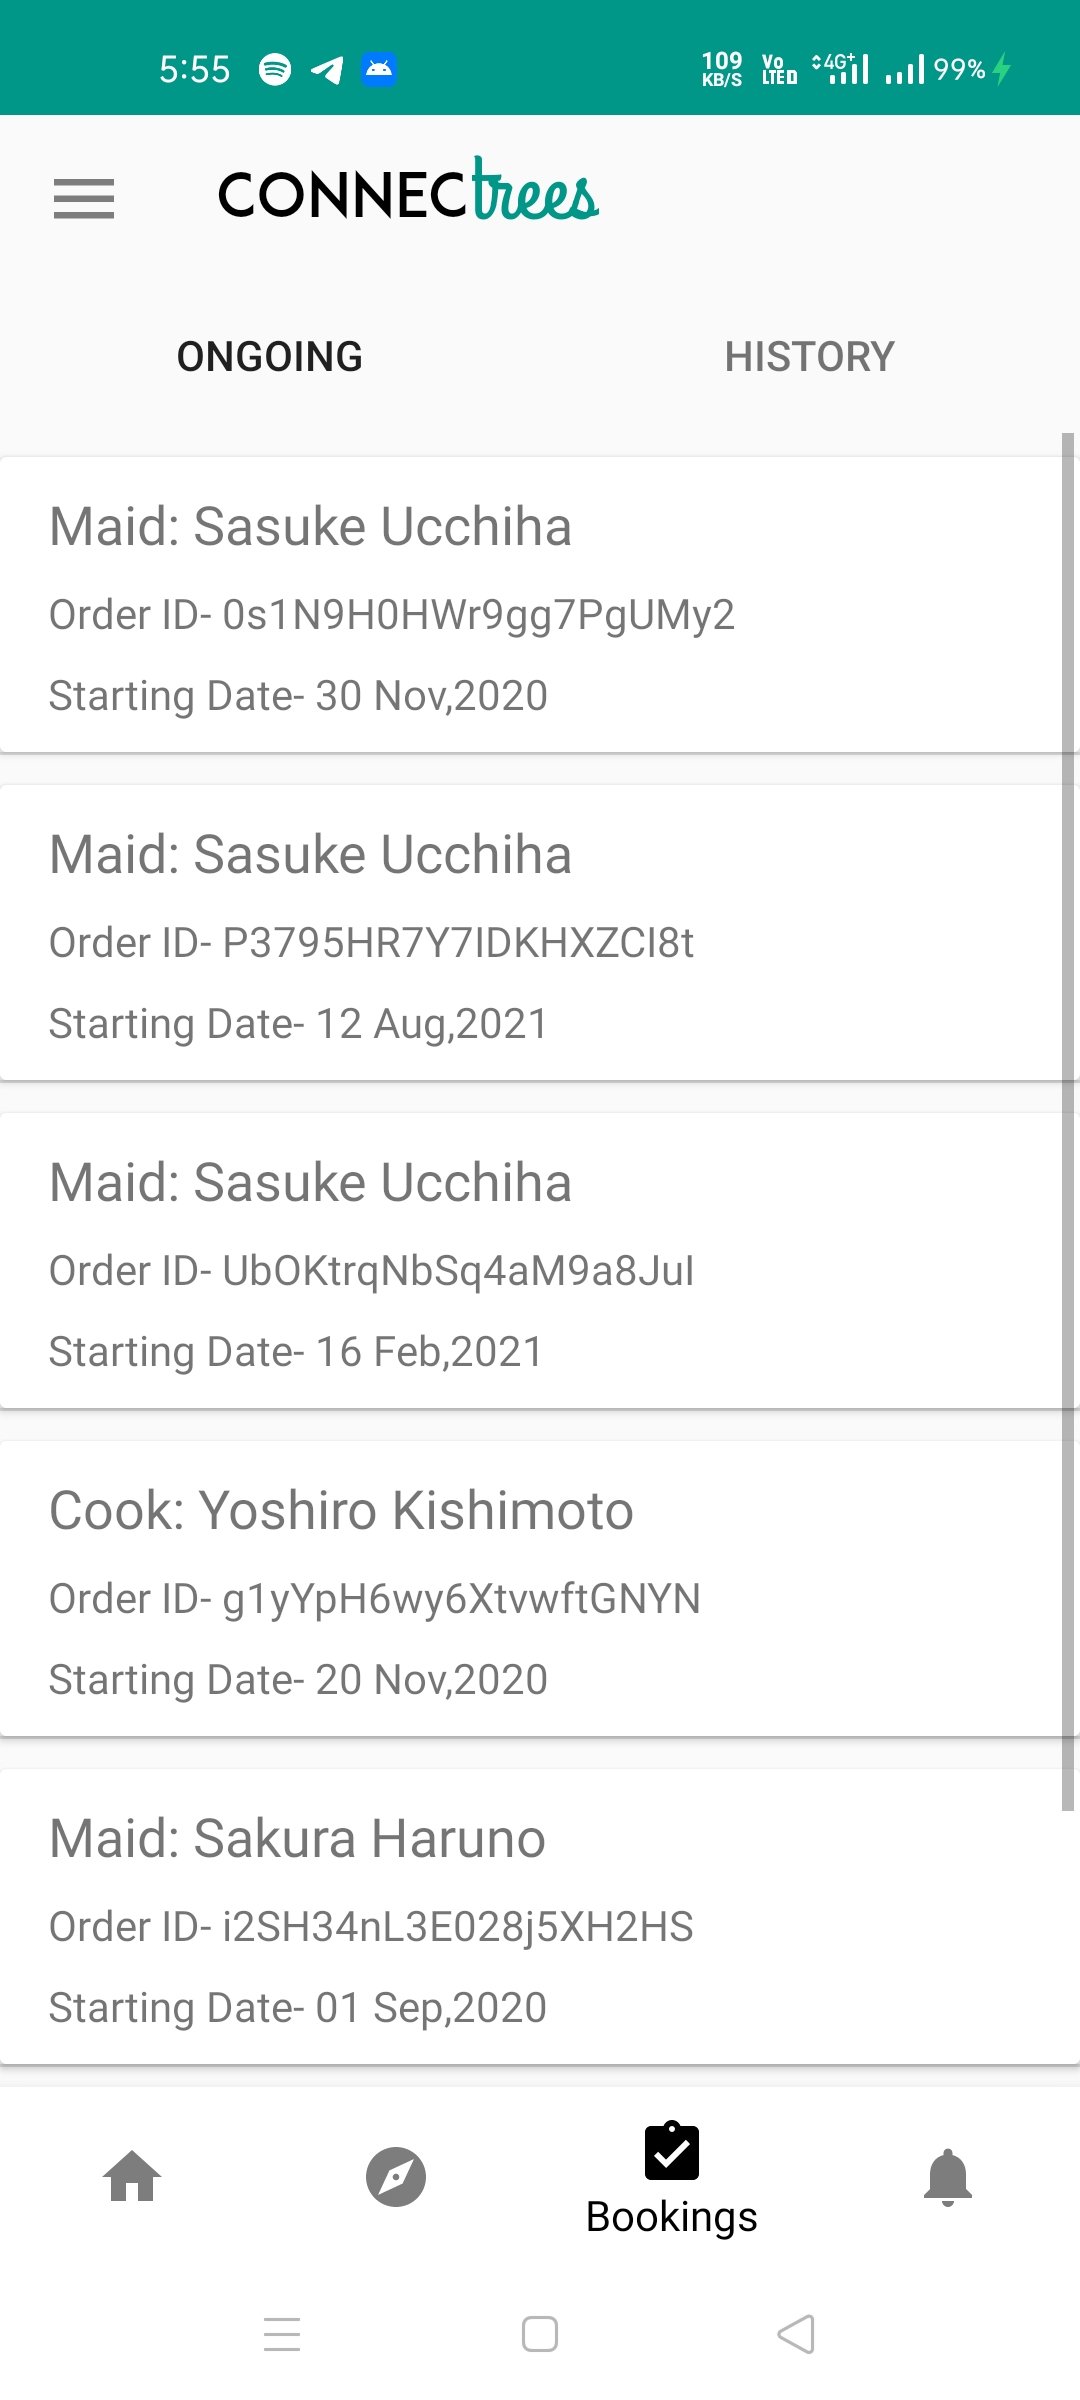 5:55 109 KB/S Vo LTE 4G+ 99%
CONNECtrees
ONGOING HISTORY
Maid: Sasuke Ucchiha
Order ID- 0s1N9H0HWr9gg7PgUMy2
Starting Date- 30 Nov,2020
Maid: Sasuke Ucchiha
Order ID- P3795HR7Y7IDKHXZCI8t
Starting Date- 12 Aug,2021
Maid: Sasuke Ucchiha
Order ID- UbOKtrqNbSq4aM9a8JuI
Starting Date- 16 Feb,2021
Cook: Yoshiro Kishimoto
Order ID- g1yYpH6wy6XtvwftGNYN
Starting Date- 20 Nov,2020
Maid: Sakura Haruno
Order ID- i2SH34nL3E028j5XH2HS
Starting Date- 01 Sep,2020
Bookings